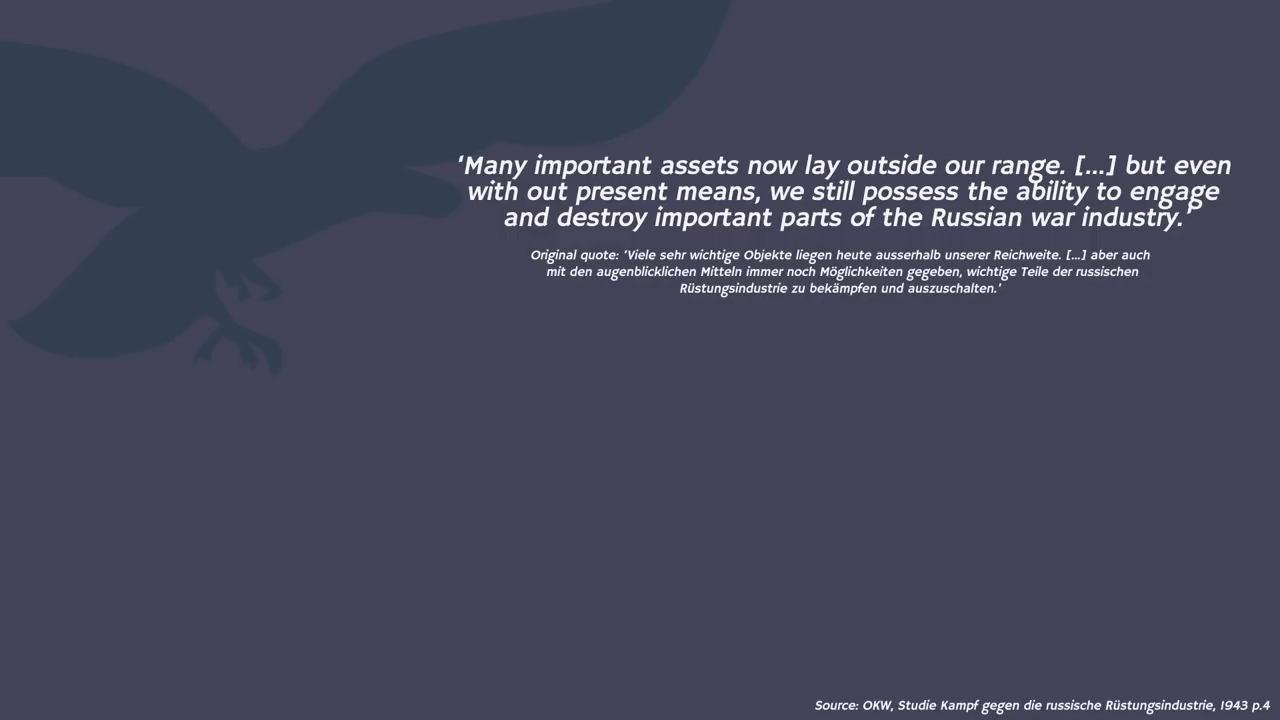 ‘Many important assets now lay outside our range. [...] but even
with out present means, we still possess the ability to engage
and destroy important parts of the Russian war industry.’
Original quote: ‘Viele sehr wichtige Objekte liegen heute ausserhalb unserer Reichweite. [...] aber auch
mit den augenblicklichen Mitteln immer noch Möglichkeiten gegeben, wichtige Teile der russischen
Rüstungsindustrie zu bekämpfen und auszuschalten.’
Source: OKW, Studie Kampf gegen die russische Rüstungsindustrie, 1943 p.4